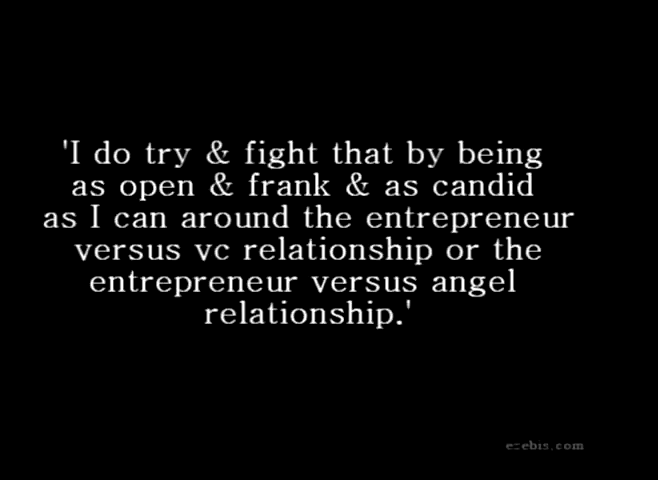 'I do try & fight that by being
as open & frank & as candid
as I can around the entrepreneur
versus vc relationship or the
entrepreneur versus angel
relationship.'
ezebis.com